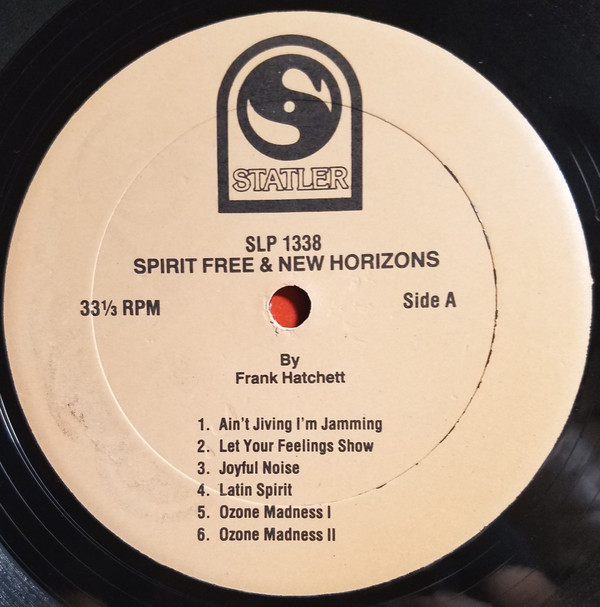 STATLER
SLP 1338
SPIRIT FREE & NEW HORIZONS
33⅓ RPM
Side A
By
Frank Hatchett
1. Ain't Jiving I'm Jamming
2. Let Your Feelings Show
3. Joyful Noise
4. Latin Spirit
5. Ozone Madness I
6. Ozone Madness II